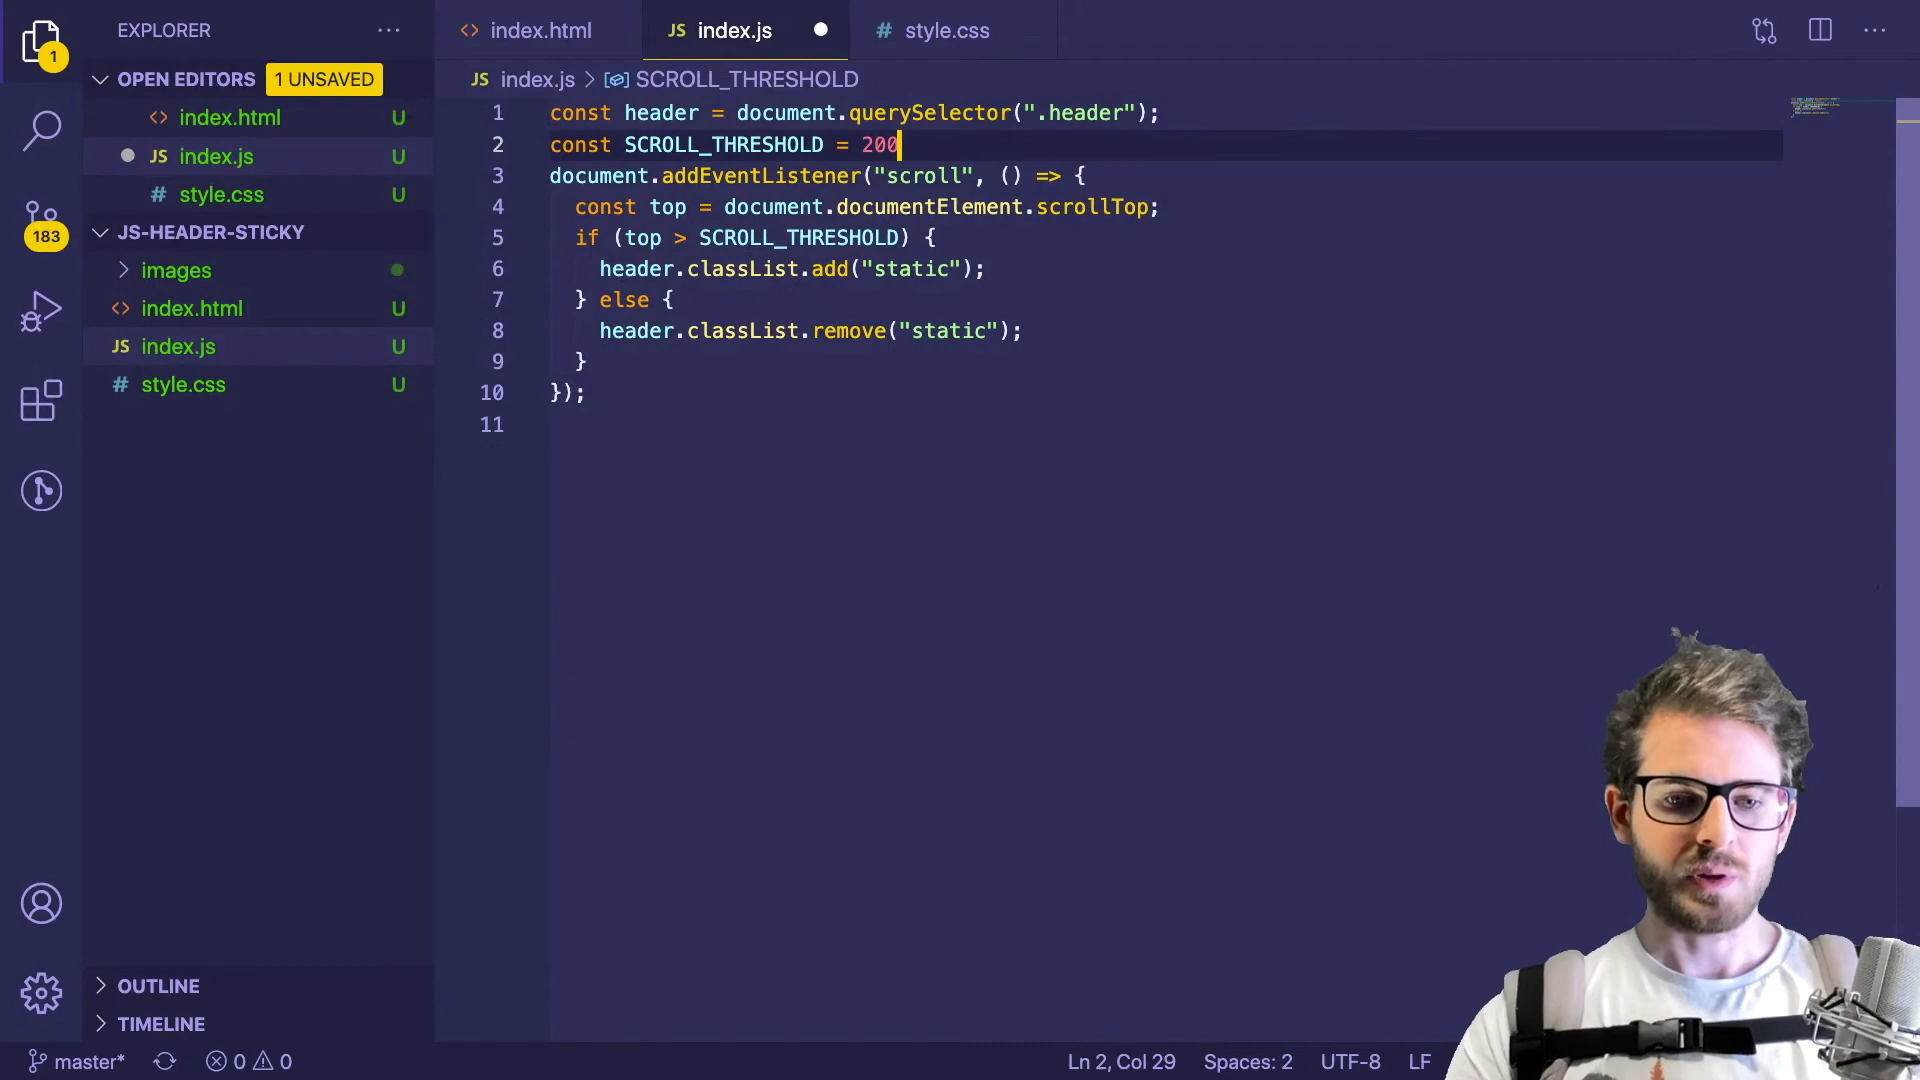 EXPLORER
1
OPEN EDITORS 1 UNSAVED
<> index.html U
JS index.js U
# style.css U
183
JS-HEADER-STICKY
images
<> index.html U
JS index.js U
# style.css U
OUTLINE
TIMELINE
<> index.html
JS index.js
# style.css
JS index.js > SCROLL_THRESHOLD
1 const header = document.querySelector(".header");
2 const SCROLL_THRESHOLD = 200
3 document.addEventListener("scroll", () => {
4 const top = document.documentElement.scrollTop;
5 if (top > SCROLL_THRESHOLD) {
6 header.classList.add("static");
7 } else {
8 header.classList.remove("static");
9 }
10 });
11
master* 0 0 Ln 2, Col 29 Spaces: 2 UTF-8 LF